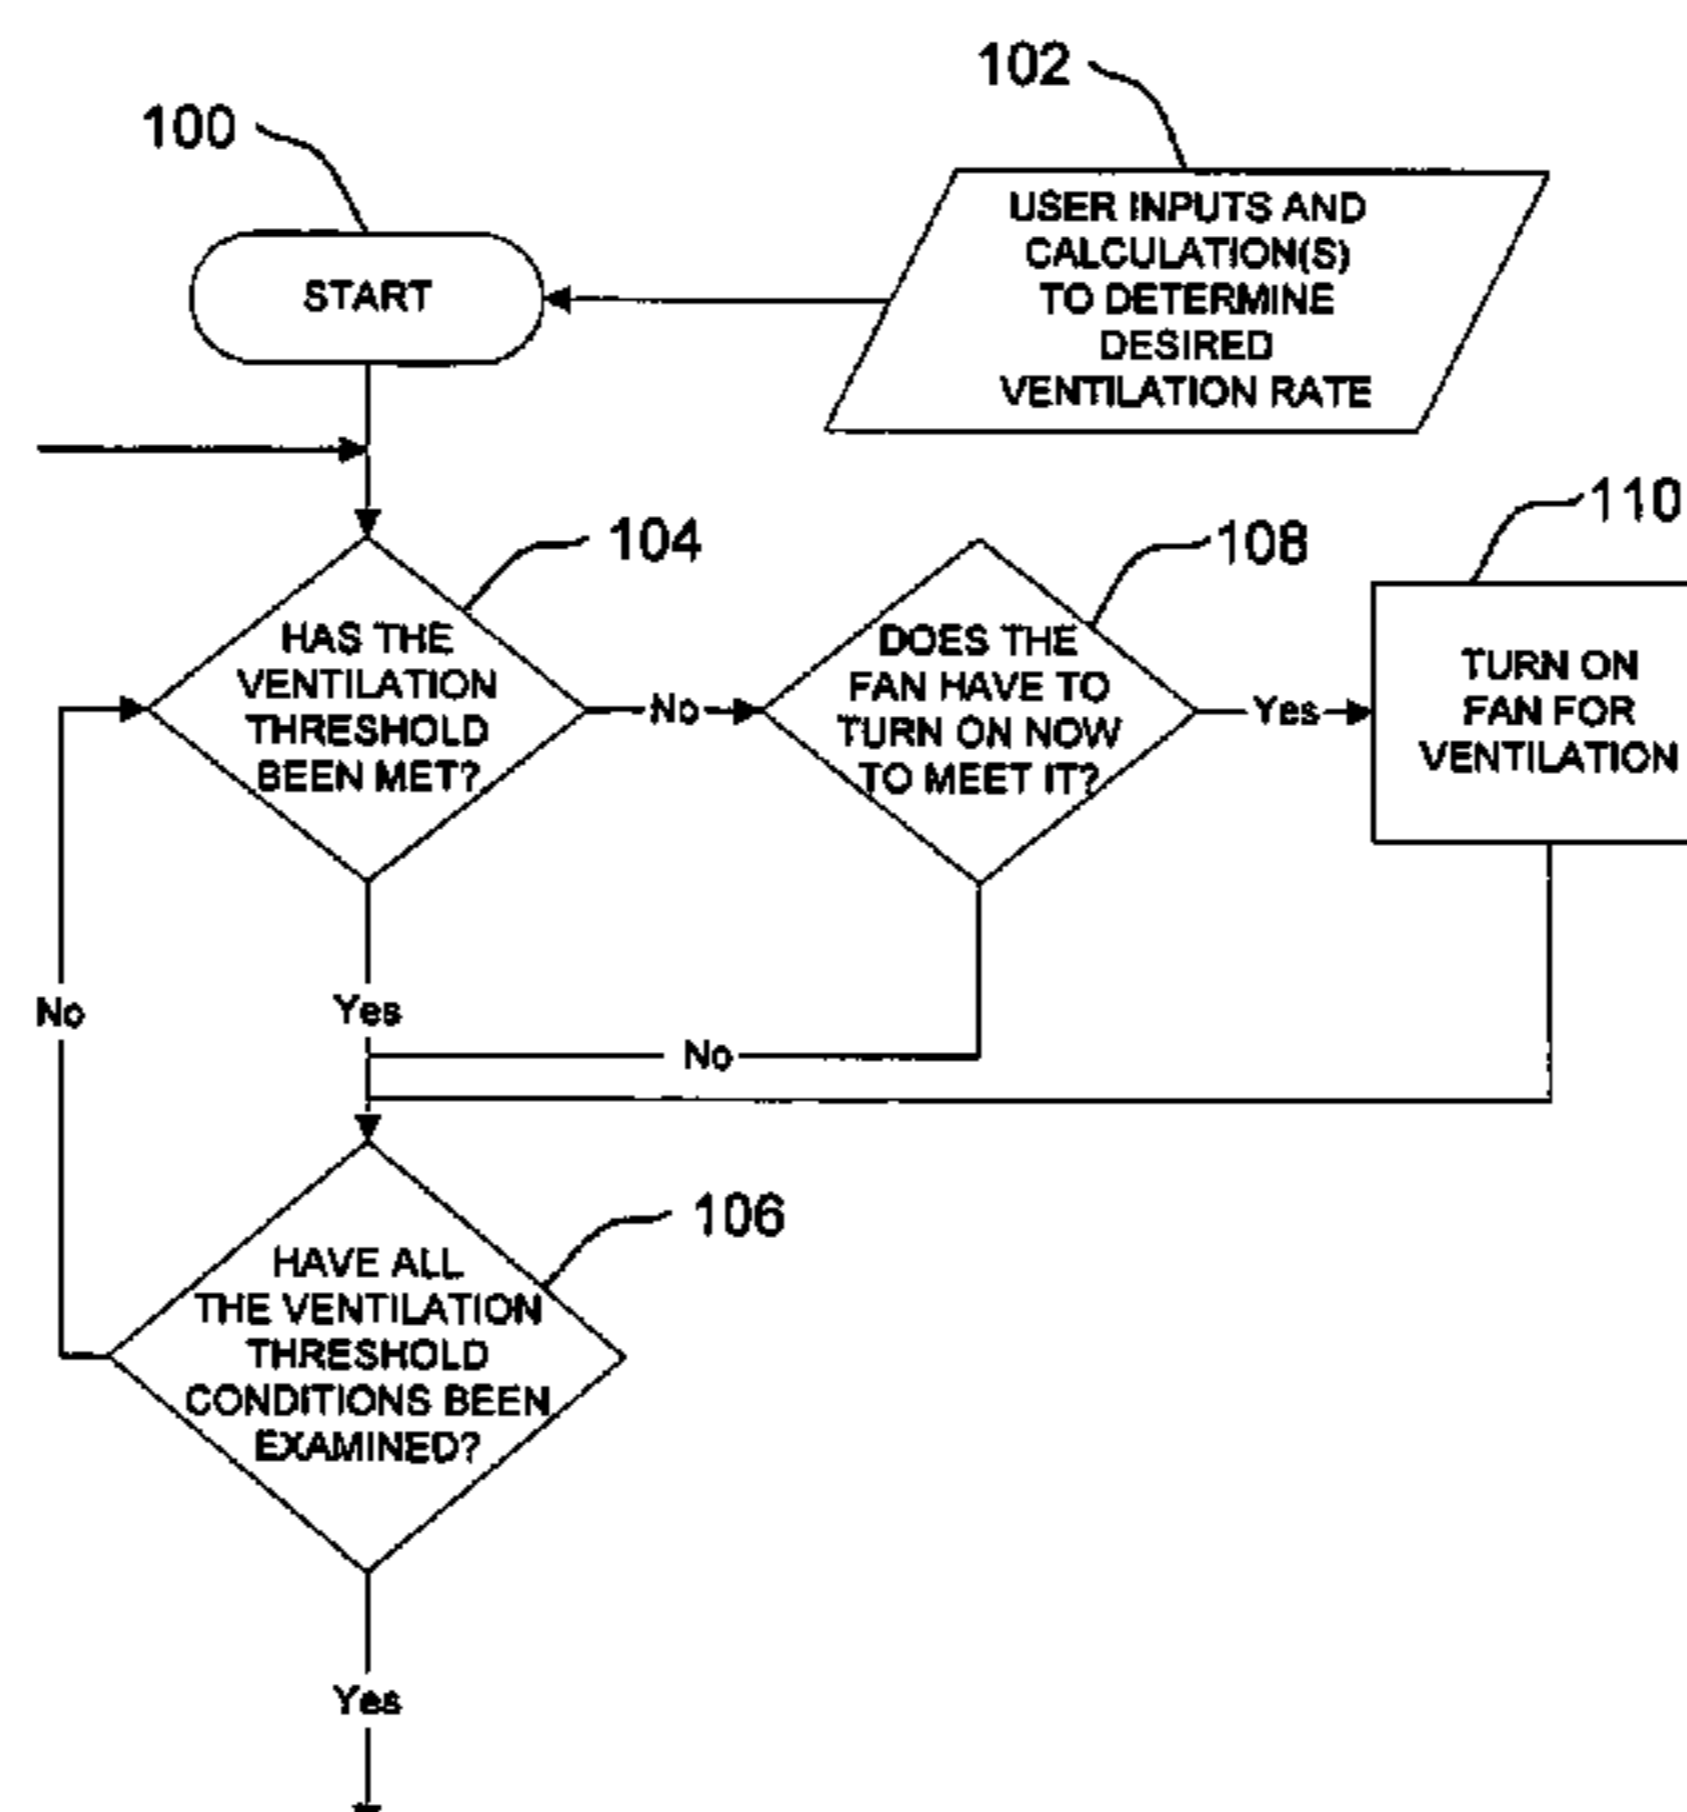 102
100
USER INPUTS AND
CALCULATION(S)
TO DETERMINE
DESIRED
VENTILATION RATE
START
110
104
108
HAS THE
VENTILATION
THRESHOLD
BEEN MET?
No
DOES THE
FAN HAVE TO
TURN ON NOW
TO MEET IT?
Yes
TURN ON
FAN FOR
VENTILATION
No
Yes
No
106
HAVE ALL
THE VENTILATION
THRESHOLD
CONDITIONS BEEN
EXAMINED?
Yes